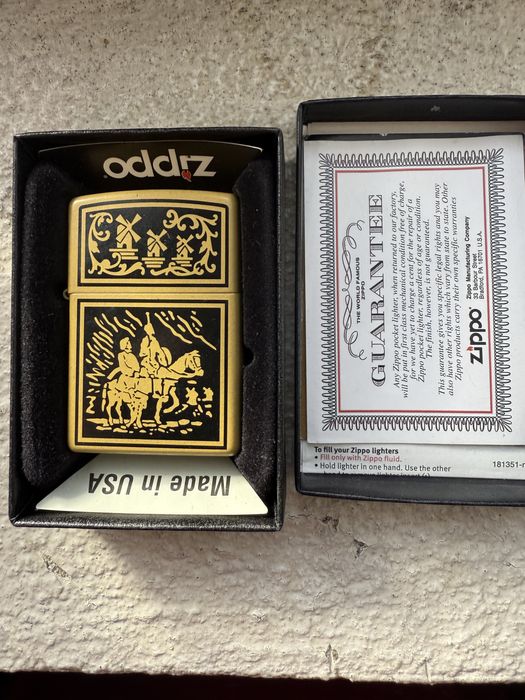 Zippo
Made in USA
THE WORLD FAMOUS
ZIPPO
GUARANTEE
Any Zippo pocket lighter, when returned to our factory,
will be put in first class mechanical condition free of charge,
for we have yet to charge a cent for the repair of a
Zippo pocket lighter, regardless of age or condition.
The finish, however, is not guaranteed.
This guarantee gives you specific legal rights and you may
also have other rights which vary from state to state. Other
Zippo products carry their own specific warranties
Zippo
Zippo Manufacturing Company
33 Barbour Street
Bradford, PA 16701 U.S.A.
To fill your Zippo lighters
• Fill only with Zippo fluid.
• Hold lighter in one hand. Use the other
181351-r